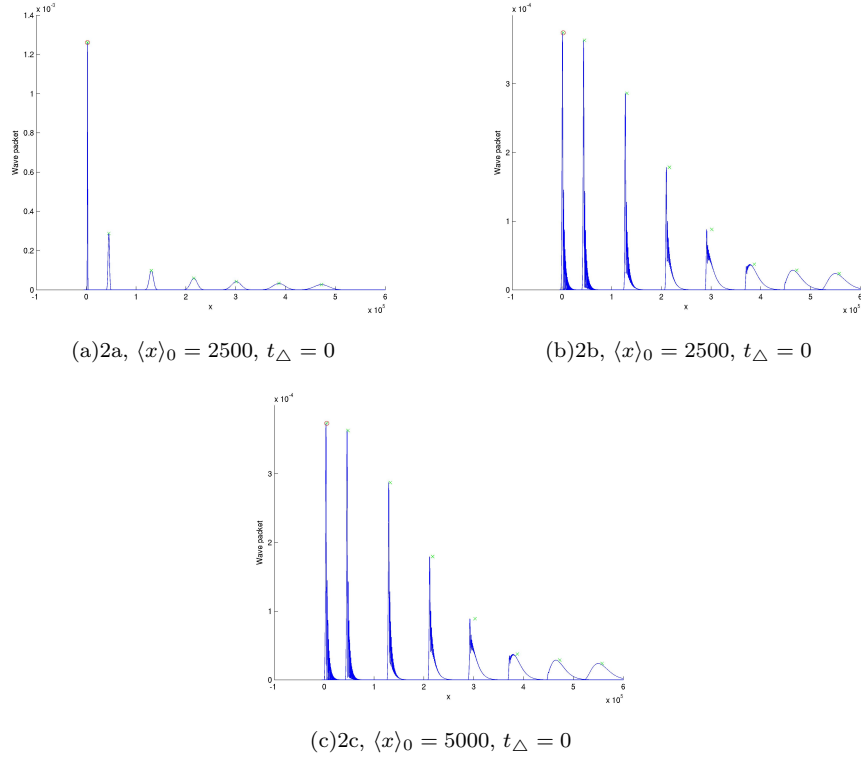 x 10⁻³
1.4
1.2
1
0.8
0.6
0.4
0.2
0
Wave packet
-1 0 1 2 3 4 5 6
x
x 10⁵
(a)2a, ⟨x⟩₀ = 2500, t△ = 0
x 10⁻⁴
4
3
2
1
0
Wave packet
-1 0 1 2 3 4 5 6
x
x 10⁵
(b)2b, ⟨x⟩₀ = 2500, t△ = 0
x 10⁻⁴
4
3
2
1
0
Wave packet
-1 0 1 2 3 4 5 6
x
x 10⁵
(c)2c, ⟨x⟩₀ = 5000, t△ = 0